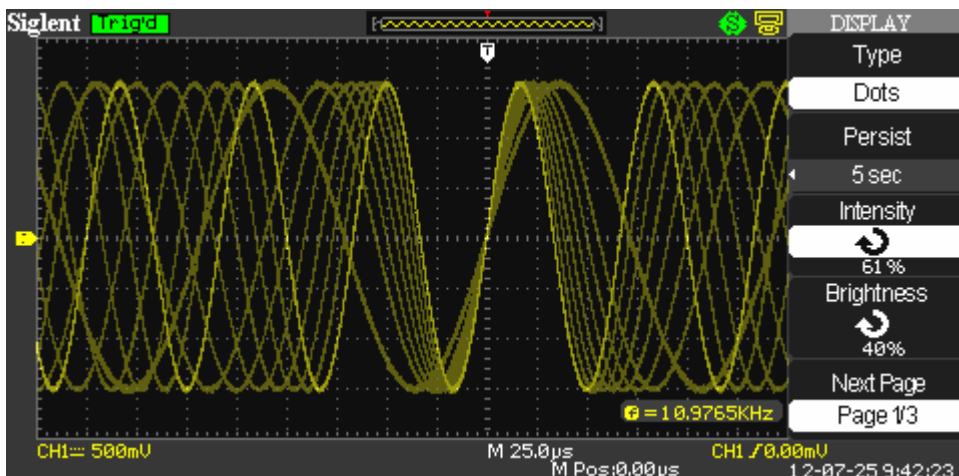 Siglent Trig'd
DISPLAY
Type
Dots
Persist
5 sec
Intensity
61%
Brightness
40%
Next Page
Page 1/3
T
f =10.9765KHz
CH1 500mV M 25.0µs CH1 0.00mV
M Pos:0.00µs 12-07-25 9:42:23